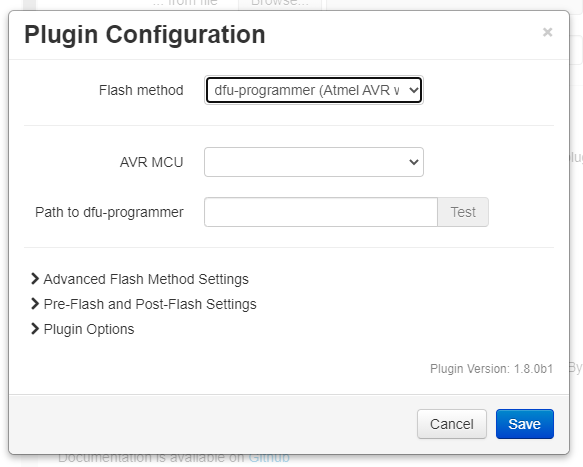 ... from file Browse...
Plugin Configuration ×
Flash method dfu-programmer (Atmel AVR w
AVR MCU
Path to dfu-programmer Test
Advanced Flash Method Settings
Pre-Flash and Post-Flash Settings
Plugin Options
Plugin Version: 1.8.0b1
By
Cancel Save
Documentation is available on Github